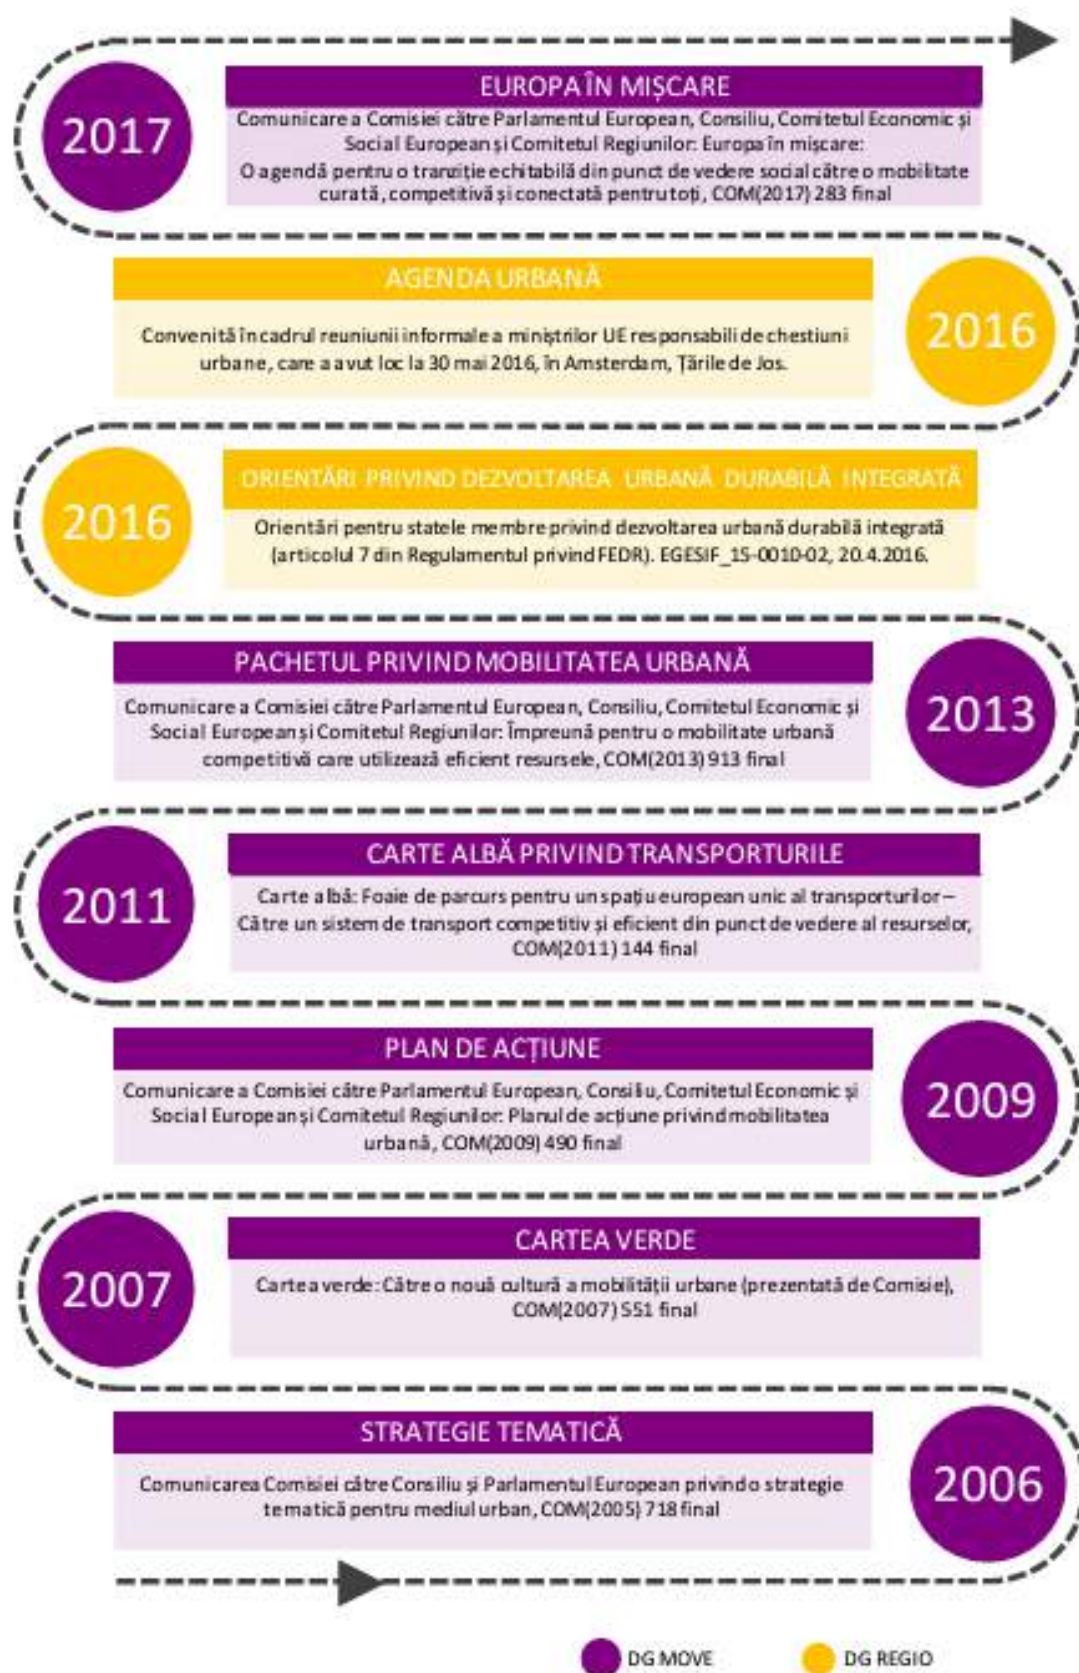 2017
EUROPA ÎN MIȘCARE
Comunicare a Comisiei către Parlamentul European, Consiliu, Comitetul Economic și
Social European și Comitetul Regiunilor: Europa în mișcare:
O agendă pentru o tranziție echitabilă din punct de vedere social către o mobilitate
curată, competitivă și conectată pentru toți, COM(2017) 283 final
AGENDA URBANĂ
Convenită în cadrul reuniunii informale a miniștrilor UE responsabili de chestiuni
urbane, care a avut loc la 30 mai 2016, în Amsterdam, Țările de Jos.
2016
2016
ORIENTĂRI PRIVIND DEZVOLTAREA URBANĂ DURABILĂ INTEGRATĂ
Orientări pentru statele membre privind dezvoltarea urbană durabilă integrată
(articolul 7 din Regulamentul privind FEDR). EGESIF_15-0010-02, 20.4.2016.
PACHETUL PRIVIND MOBILITATEA URBANĂ
Comunicare a Comisiei către Parlamentul European, Consiliu, Comitetul Economic și
Social European și Comitetul Regiunilor: Împreună pentru o mobilitate urbană
competitivă care utilizează eficient resursele, COM(2013) 913 final
2013
2011
CARTE ALBĂ PRIVIND TRANSPORTURILE
Carte albă: Foaie de parcurs pentru un spațiu european unic al transporturilor –
Către un sistem de transport competitiv și eficient din punct de vedere al resurselor,
COM(2011) 144 final
PLAN DE ACȚIUNE
Comunicare a Comisiei către Parlamentul European, Consiliu, Comitetul Economic și
Social European și Comitetul Regiunilor: Planul de acțiune privind mobilitatea
urbană, COM(2009) 490 final
2009
2007
CARTEA VERDE
Cartea verde: Către o nouă cultură a mobilității urbane (prezentată de Comisie),
COM(2007) 551 final
STRATEGIE TEMATICĂ
Comunicarea Comisiei către Consiliu și Parlamentul European privind o strategie
tematică pentru mediul urban, COM(2005) 718 final
2006
DG MOVE
DG REGIO